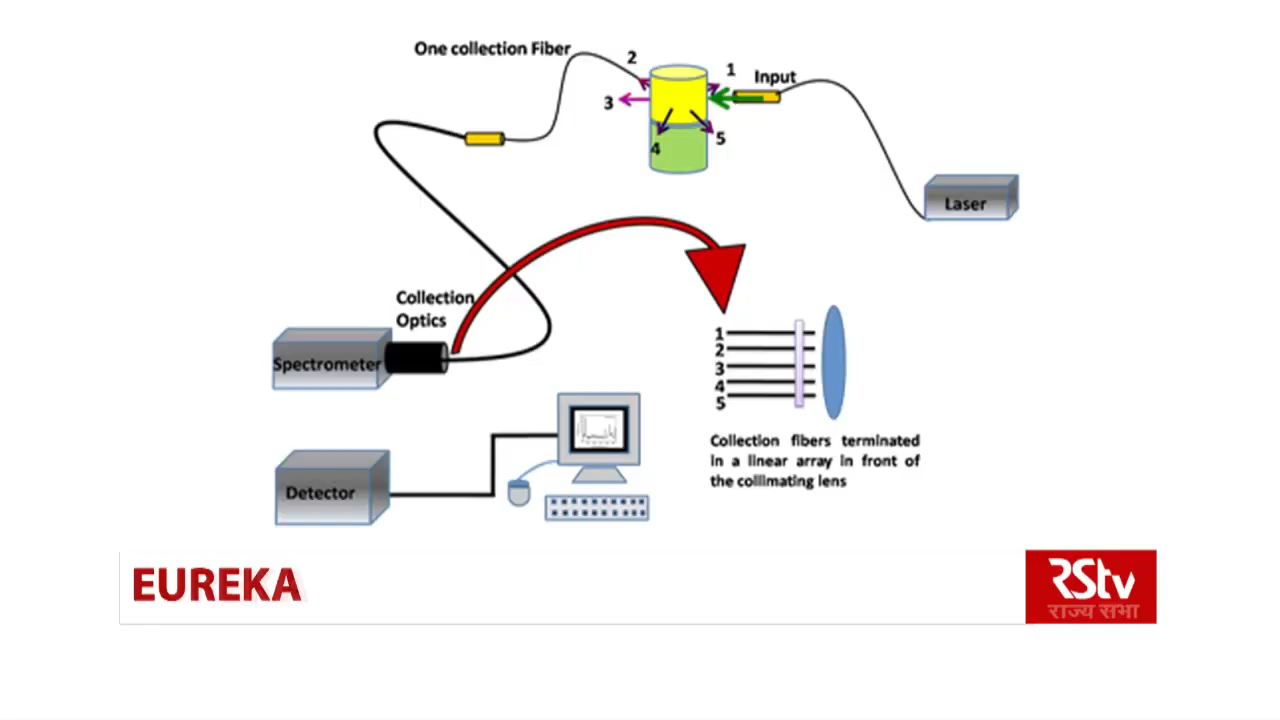 One collection Fiber
2
1
Input
3
4
5
Laser
Collection
Optics
Spectrometer
1
2
3
4
5
Collection fibers terminated
in a linear array in front of
the collimating lens
Detector
EUREKA
RSTV
राज्य सभा